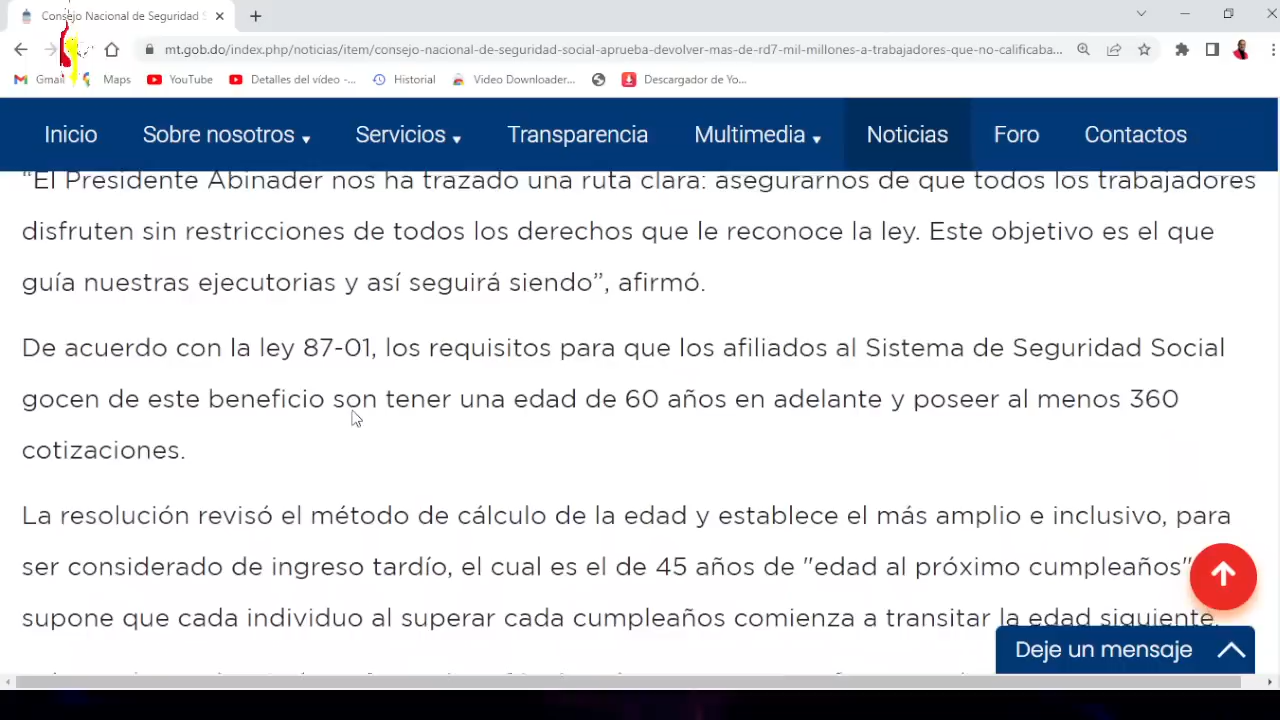 Consejo Nacional de Seguridad S
mt.gob.do/index.php/noticias/item/consejo-nacional-de-seguridad-social-aprueba-devolver-mas-de-rd7-mil-millones-a-trabajadores-que-no-calificaba...
Gmail Maps YouTube Detalles del vídeo -... Historial Video Downloader... Descargador de Yo...
Inicio Sobre nosotros Servicios Transparencia Multimedia Noticias Foro Contactos
“El Presidente Abinader nos ha trazado una ruta clara: asegurarnos de que todos los trabajadores
disfruten sin restricciones de todos los derechos que le reconoce la ley. Este objetivo es el que
guía nuestras ejecutorias y así seguirá siendo”, afirmó.
De acuerdo con la ley 87-01, los requisitos para que los afiliados al Sistema de Seguridad Social
gocen de este beneficio son tener una edad de 60 años en adelante y poseer al menos 360
cotizaciones.
La resolución revisó el método de cálculo de la edad y establece el más amplio e inclusivo, para
ser considerado de ingreso tardío, el cual es el de 45 años de "edad al próximo cumpleaños"
supone que cada individuo al superar cada cumpleaños comienza a transitar la edad siguiente.
Deje un mensaje